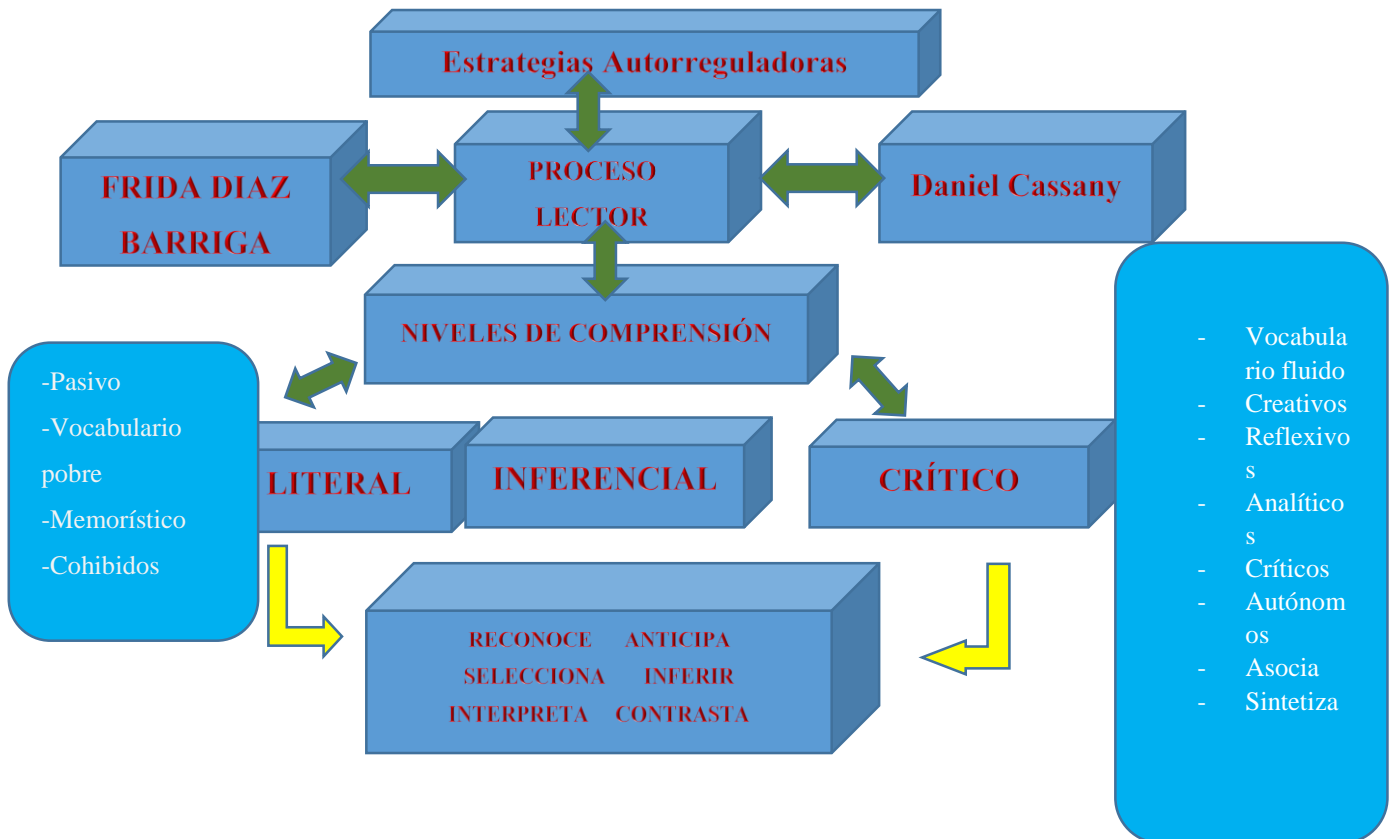 Estrategias Autorreguladoras
FRIDA DIAZ
BARRIGA
PROCESO
LECTOR
Daniel Cassany
NIVELES DE COMPRENSIÓN
-Pasivo
-Vocabulario
pobre
-Memorístico
-Cohibidos
LITERAL
INFERENCIAL
CRÍTICO
- Vocabula
rio fluido
- Creativos
- Reflexivo
s
- Analítico
s
- Críticos
- Autónom
os
- Asocia
- Sintetiza
RECONOCE ANTICIPA
SELECCIONA INFERIR
INTERPRETA CONTRASTA